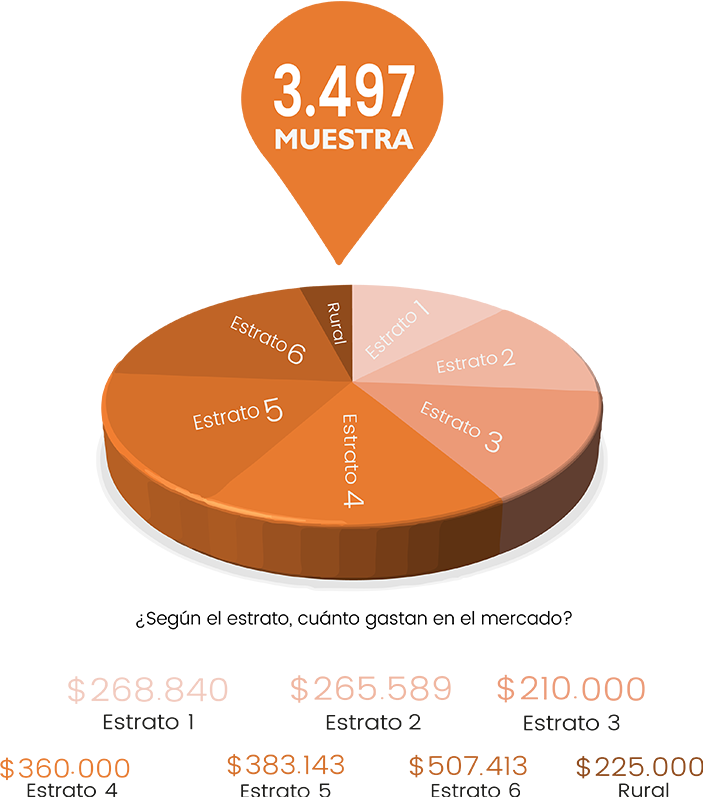 3.497
MUESTRA
Rural
Estrato 1
Estrato 2
Estrato 3
Estrato 4
Estrato 5
Estrato 6
¿Según el estrato, cuánto gastan en el mercado?
$268.840 $265.589 $210.000
Estrato 1 Estrato 2 Estrato 3
$360.000 $383.143 $507.413 $225.000
Estrato 4 Estrato 5 Estrato 6 Rural